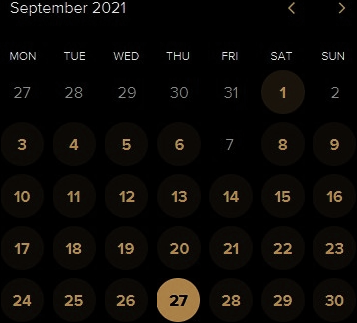 September 2021
MON TUE WED THU FRI SAT SUN
27 28 29 30 31 1 2
3 4 5 6 7 8 9
10 11 12 13 14 15 16
17 18 19 20 21 22 23
24 25 26 27 28 29 30